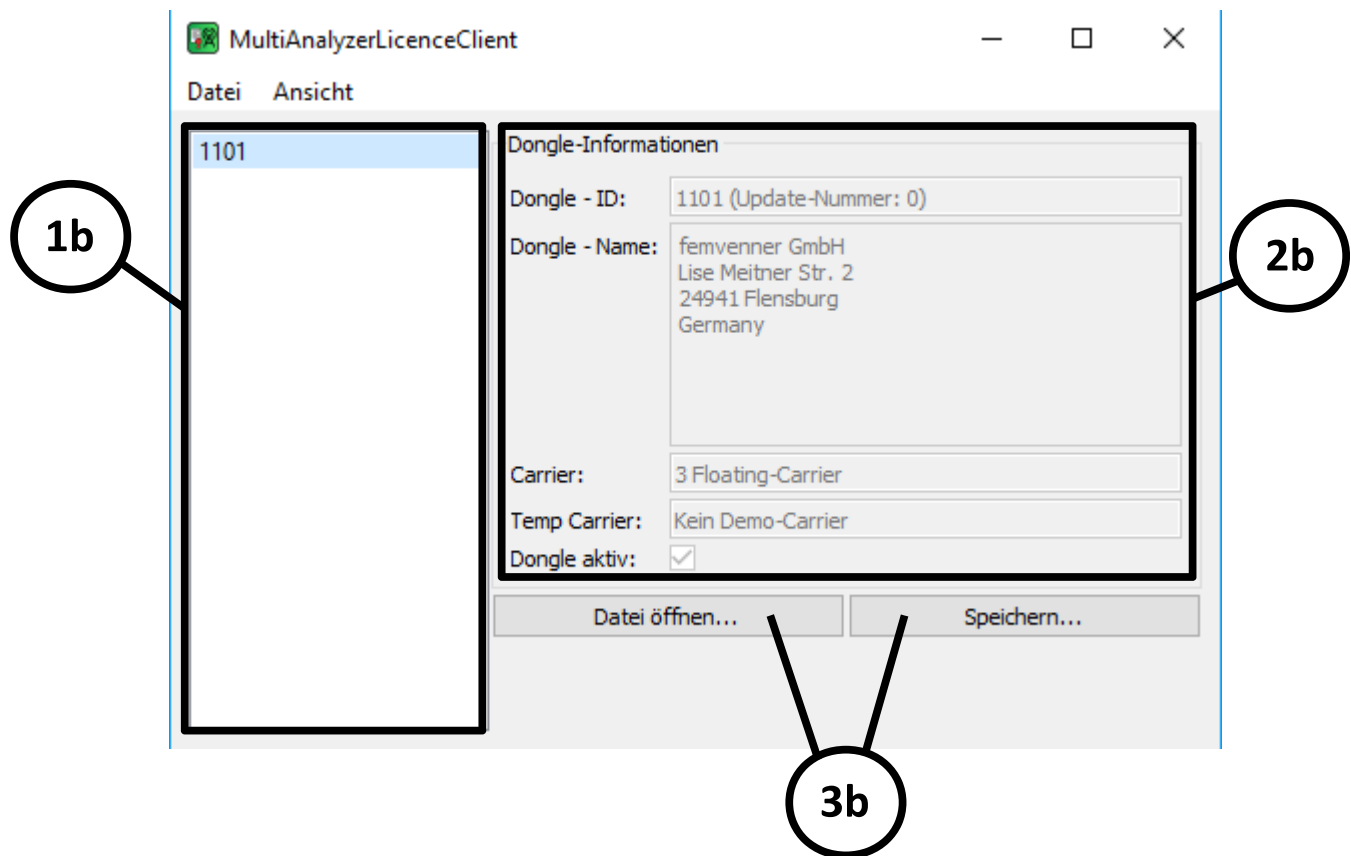 MultiAnalyzerLicenceClient
Datei Ansicht
1101
Dongle-Informationen
Dongle - ID: 1101 (Update-Nummer: 0)
Dongle - Name: femvenner GmbH
Lise Meitner Str. 2
24941 Flensburg
Germany
Carrier: 3 Floating-Carrier
Temp Carrier: Kein Demo-Carrier
Dongle aktiv:
Datei öffnen... Speichern...
1b
2b
3b